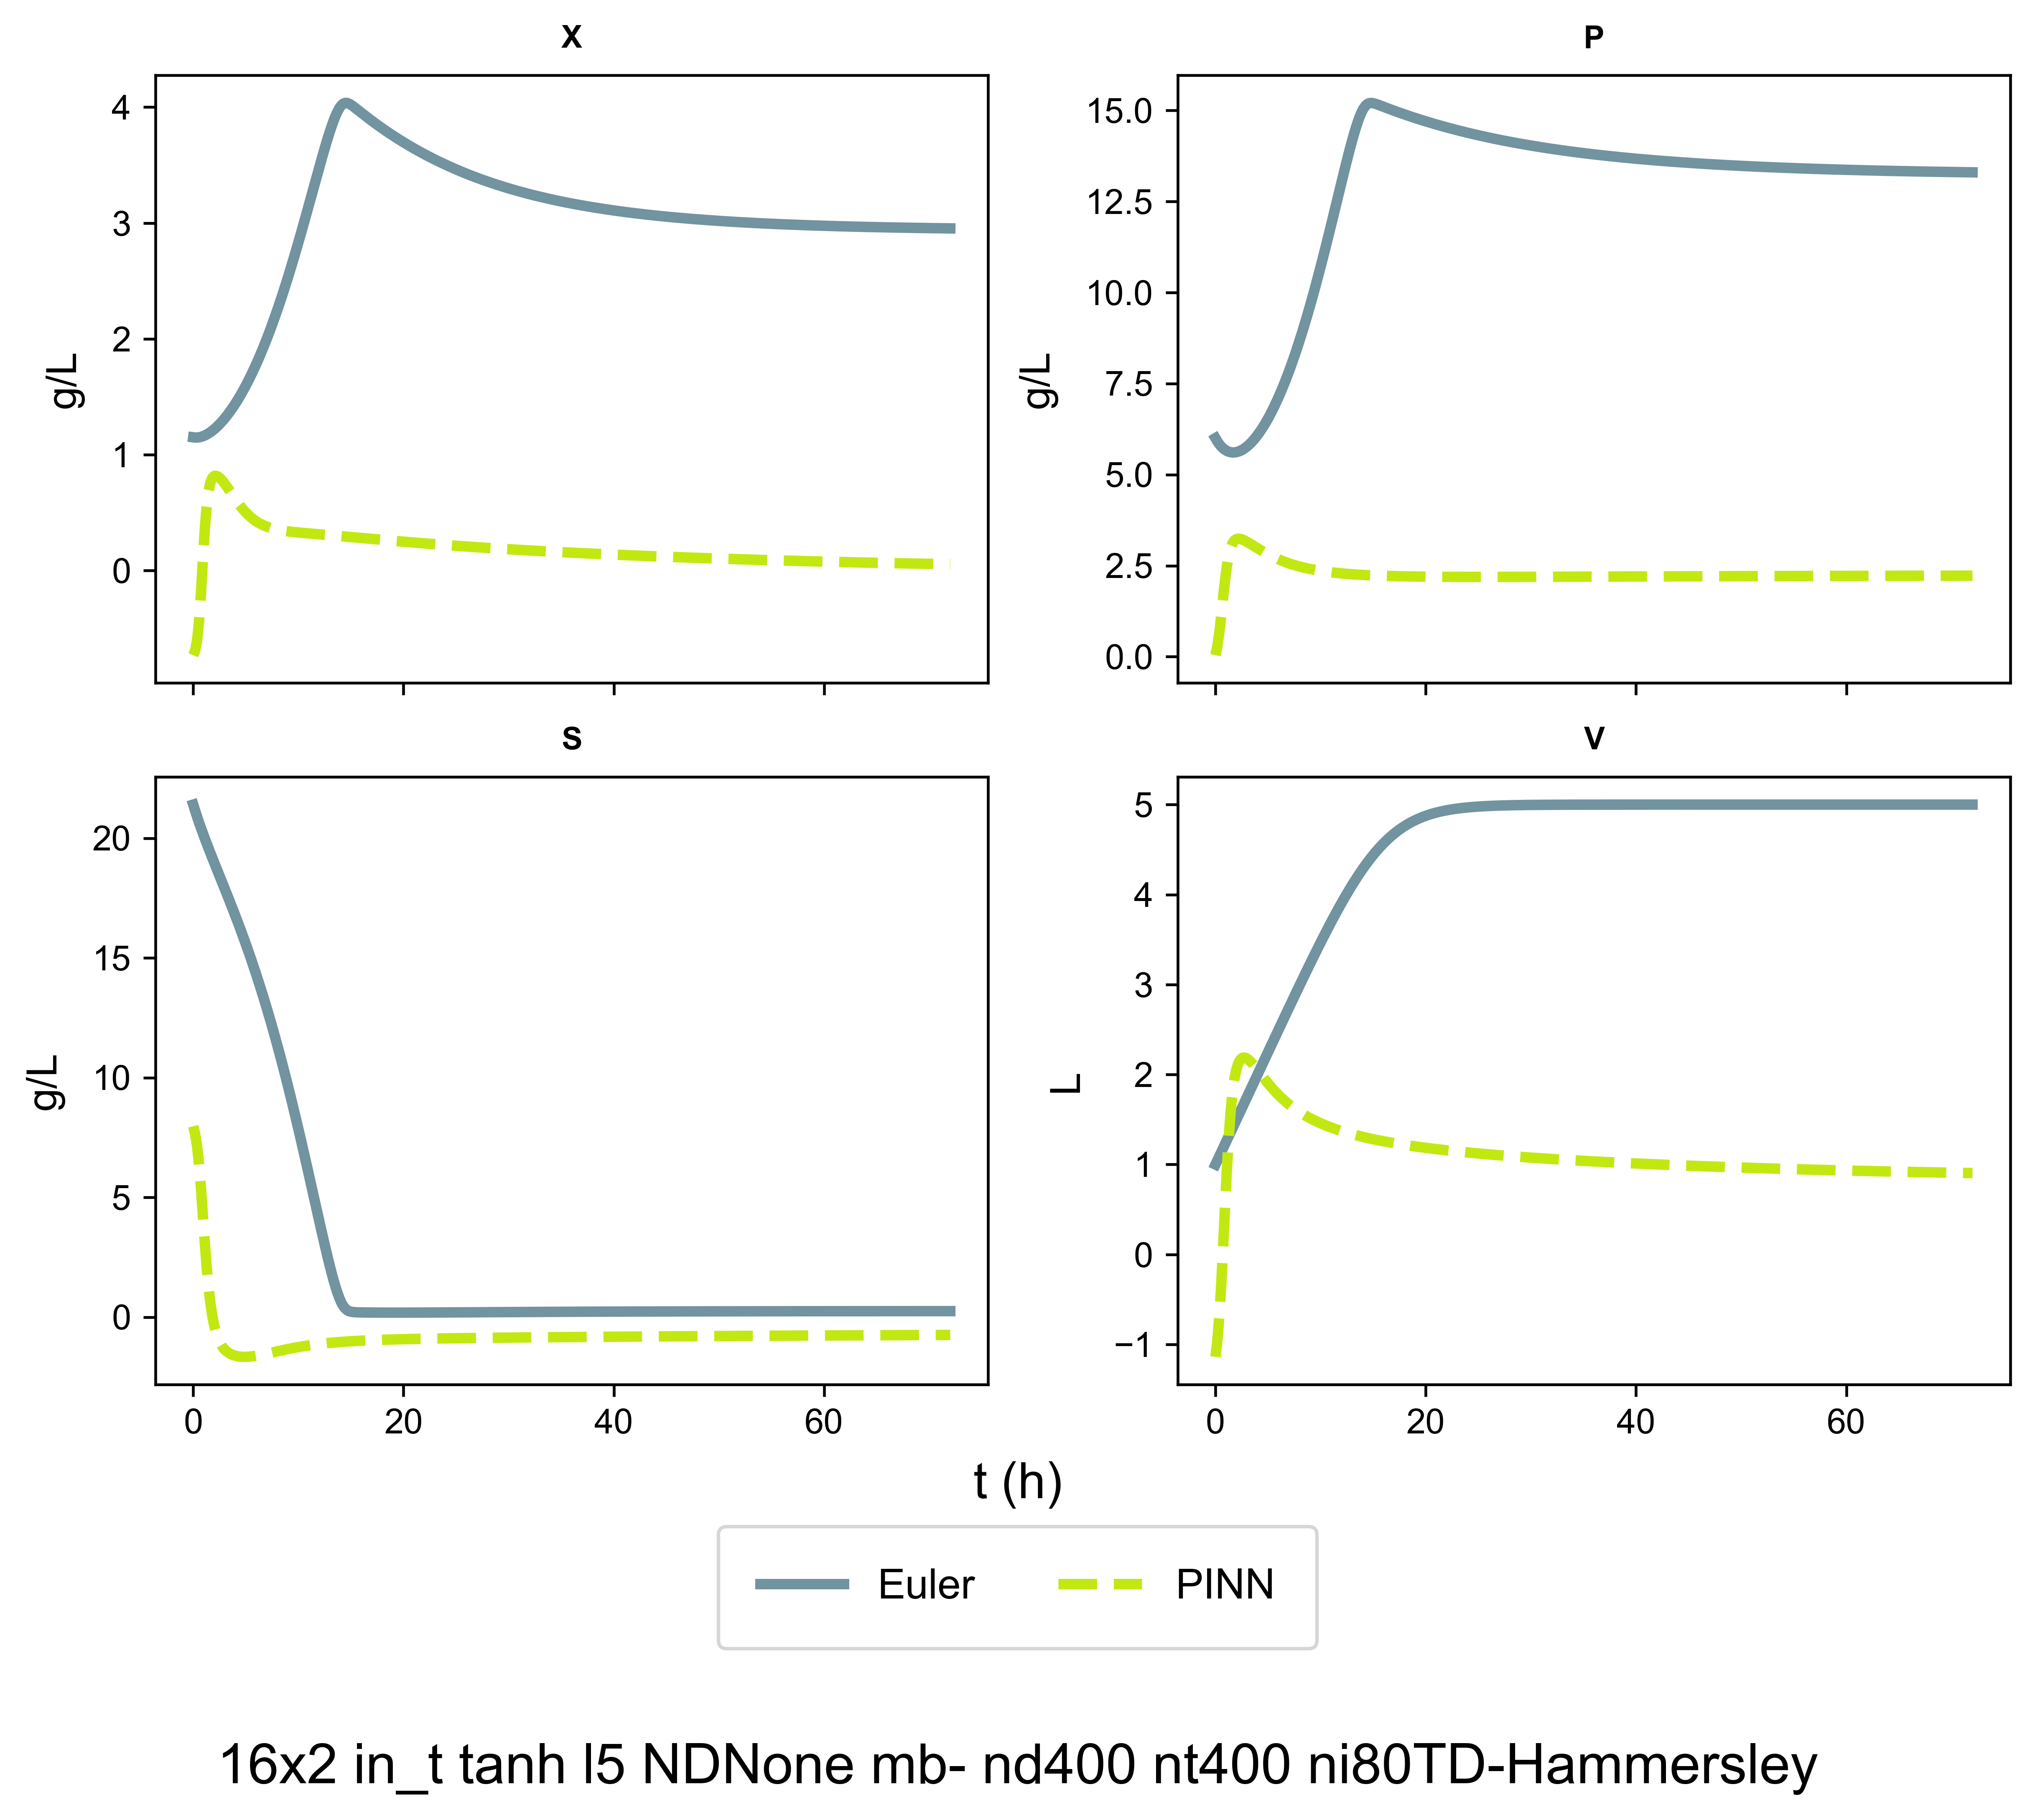 X
P
4
3
2
1
0
g/L
15.0
12.5
10.0
7.5
5.0
2.5
0.0
g/L
S
V
20
15
10
5
0
g/L
5
4
3
2
1
0
−1
L
0 20 40 60
0 20 40 60
t (h)
Euler PINN
16x2 in_t tanh l5 NDNone mb- nd400 nt400 ni80TD-Hammersley